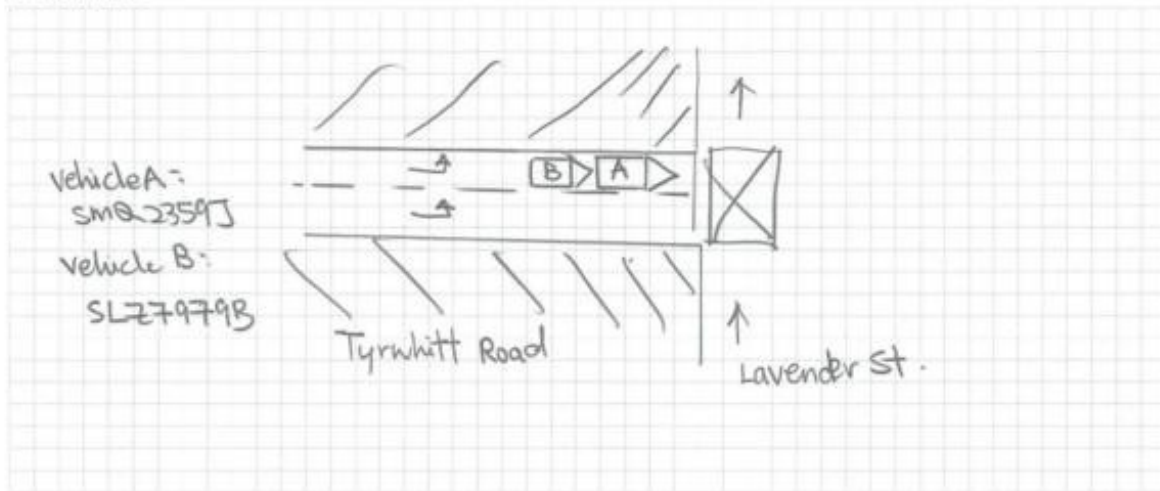 Vehicle A:
SMQ2359J
Vehicle B:
SLZ7979B
B A
Tyrwhitt Road
Lavender St.